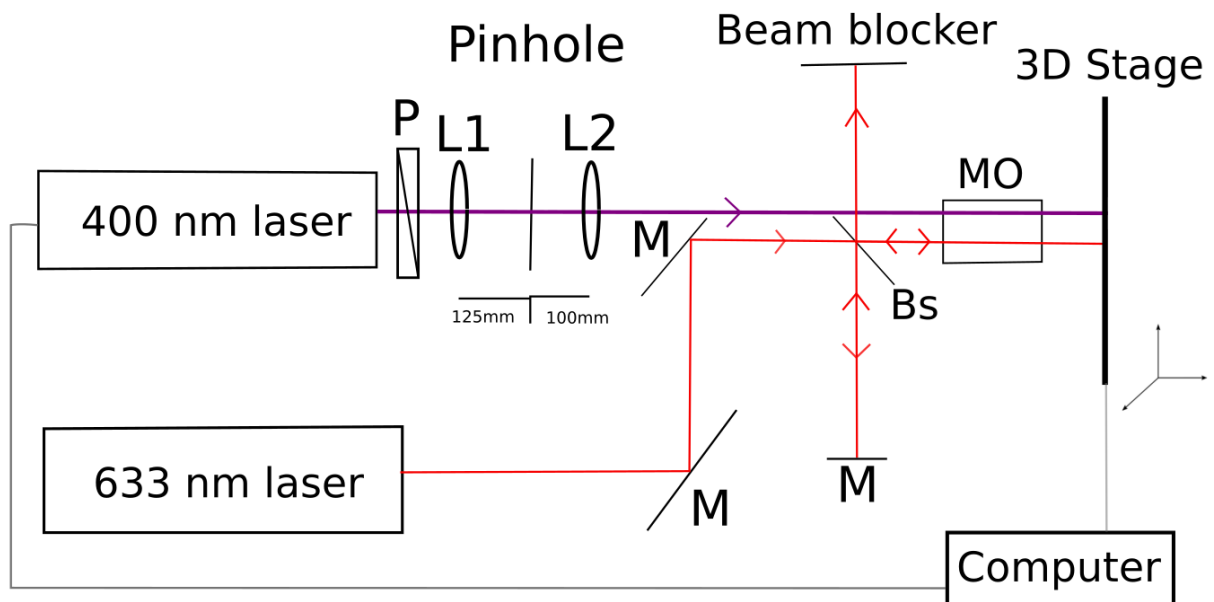 Pinhole
Beam blocker
3D Stage
P
L1
L2
MO
400 nm laser
M
Bs
125mm
100mm
633 nm laser
M
M
Computer